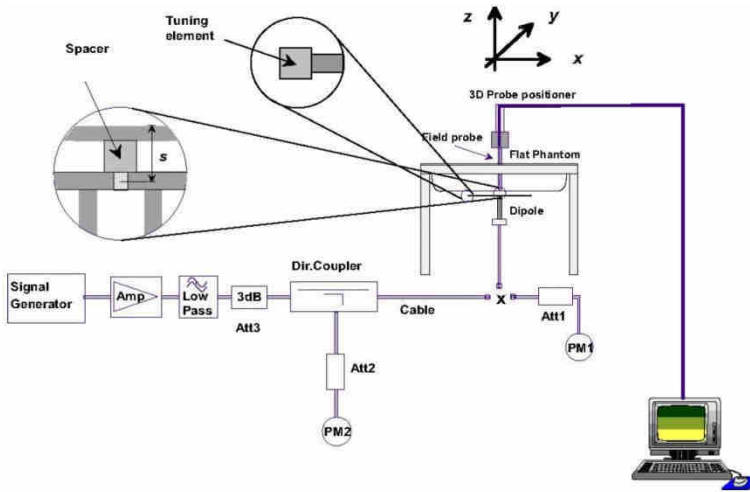 z
y
x
Tuning
element
Spacer
s
3D Probe positioner
Field probe
Flat Phantom
Dipole
Signal
Generator
Amp
Low
Pass
3dB
Att3
Dir.Coupler
Cable
x
Att1
PM1
Att2
PM2